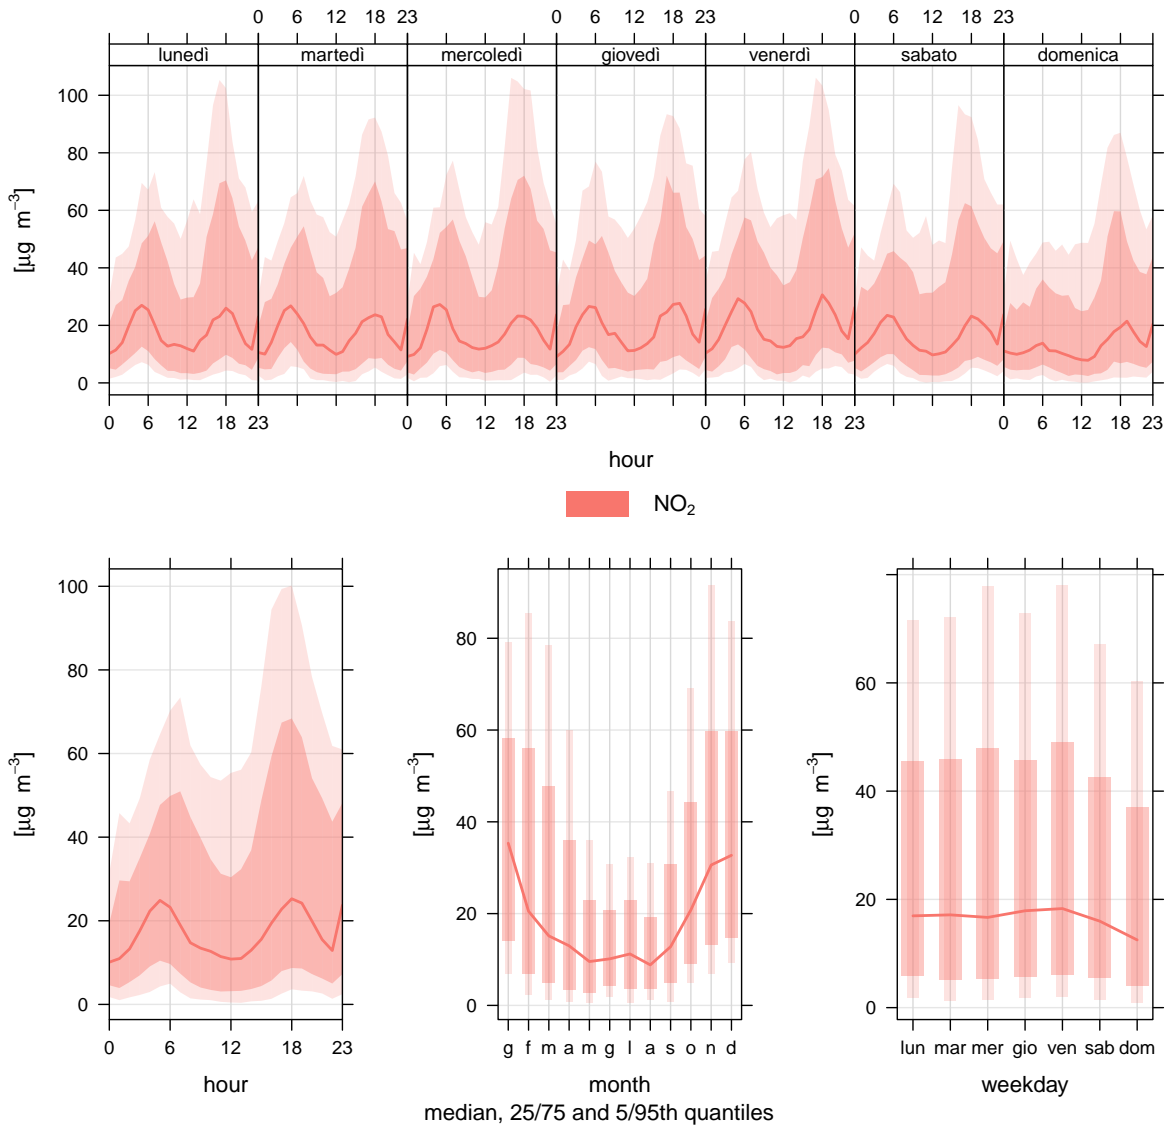 0 6 12 18 23 0 6 12 18 23 0 6 12 18 23
lunedì martedì mercoledì giovedì venerdì sabato domenica
100
80
60
40
20
0
[µg m⁻³]
0 6 12 18 23 0 6 12 18 23 0 6 12 18 23 0 6 12 18 23
hour
NO₂
100
80
60
40
20
0
[µg m⁻³]
0 6 12 18 23
hour
80
60
40
20
0
[µg m⁻³]
g f m a m g l a s o n d
month
60
40
20
0
[µg m⁻³]
lun mar mer gio ven sab dom
weekday
median, 25/75 and 5/95th quantiles